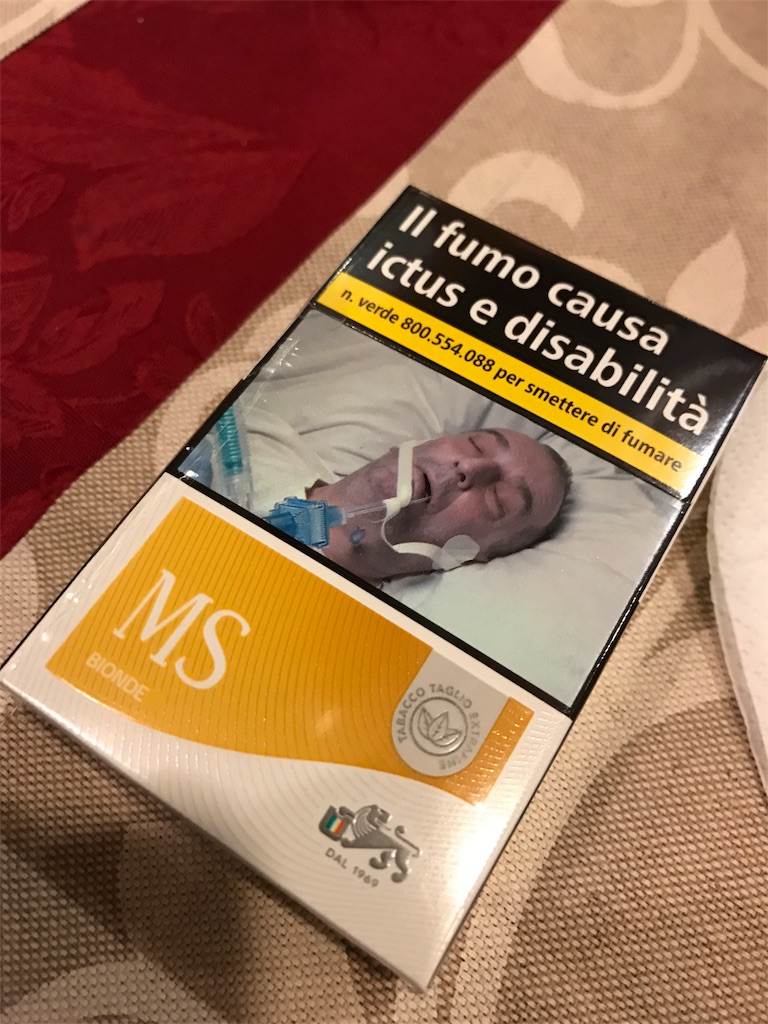 Il fumo causa
ictus e disabilità
n. verde 800.554.088 per smettere di fumare
MS
BIONDE
TABACCO TAGLIO EXTRAFINE
DAL 1969